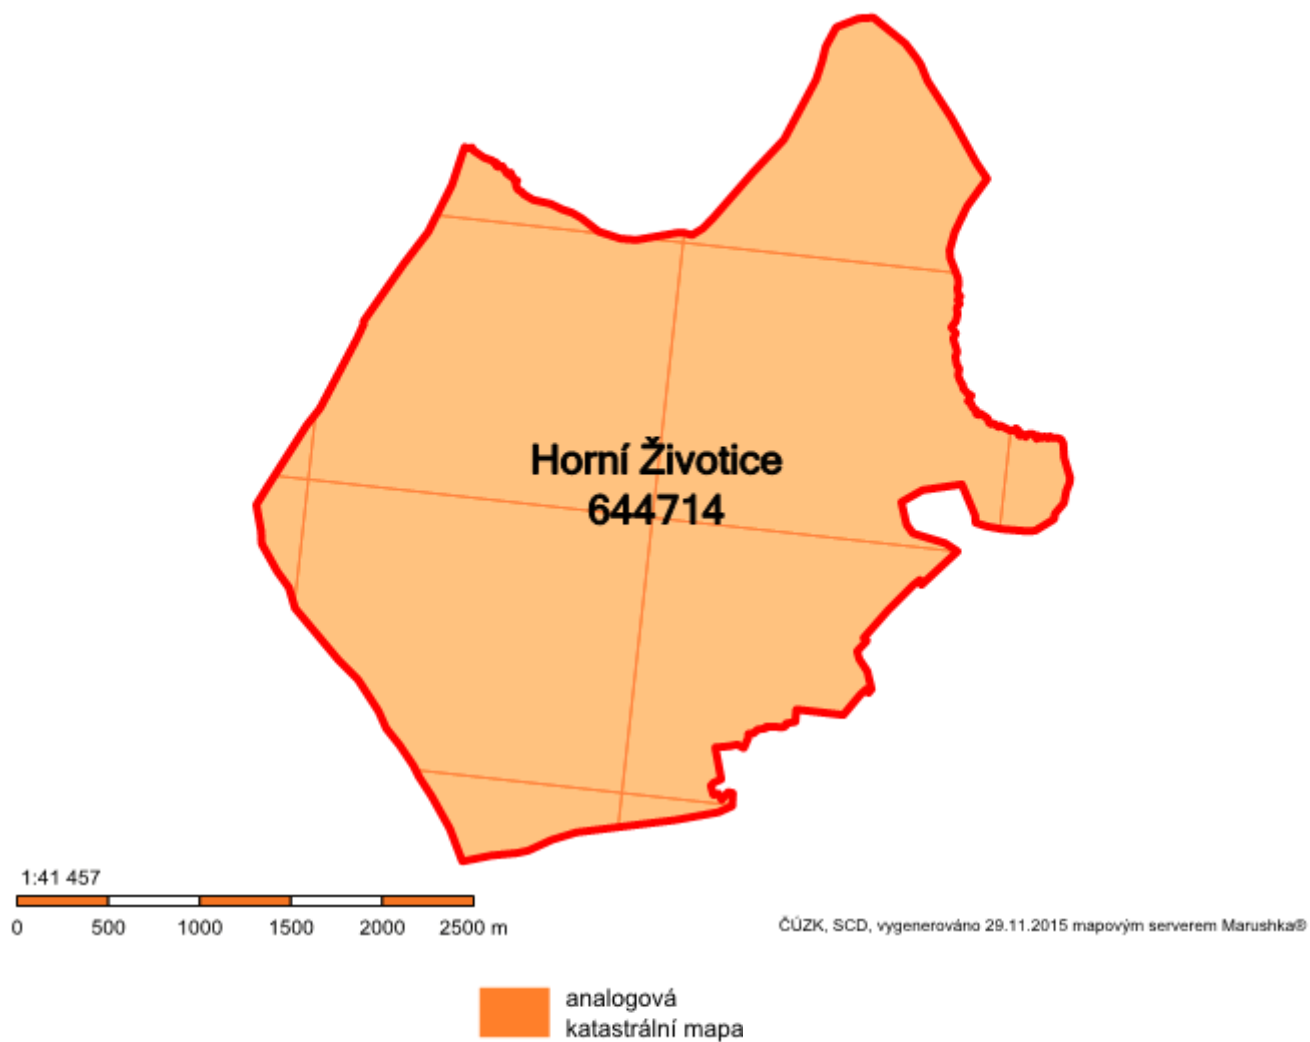 Horní Životice
644714
1:41 457
0 500 1000 1500 2000 2500 m
ČÚZK, SCD, vygenerováno 29.11.2015 mapovým serverem Marushka®
analogová
katastrální mapa